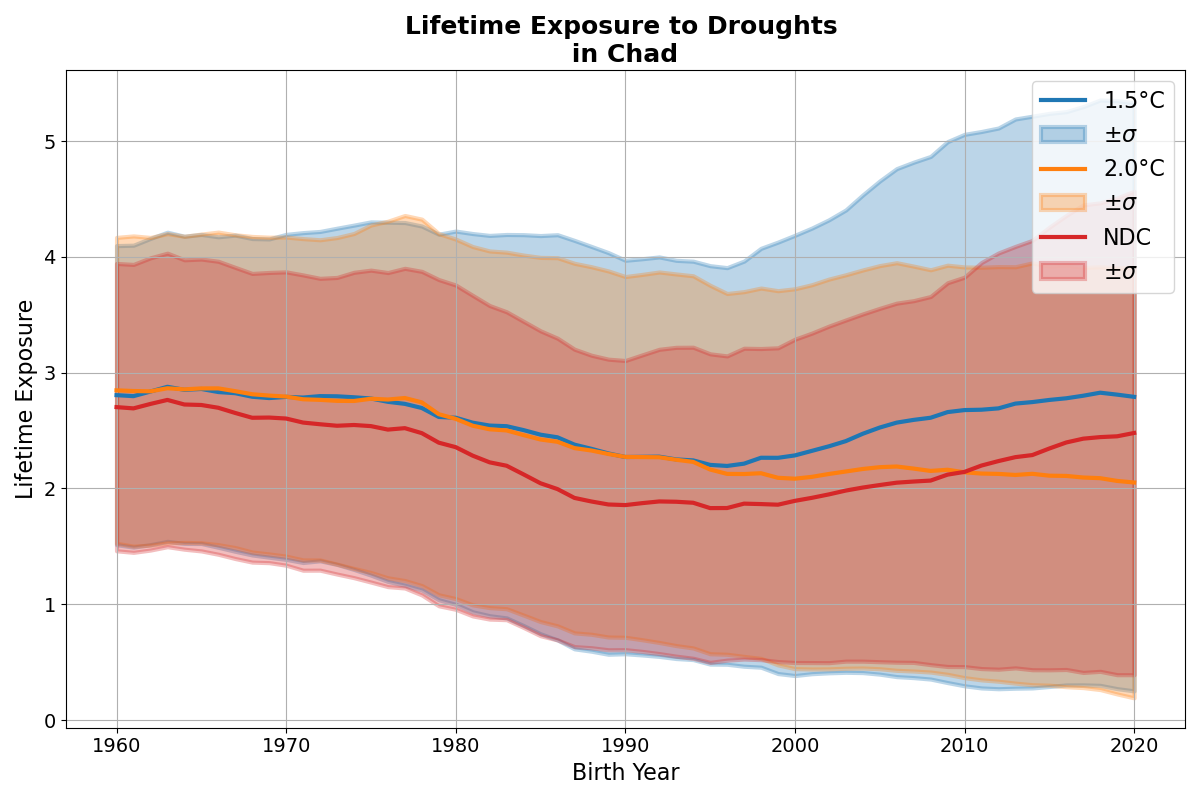 Lifetime Exposure to Droughts
in Chad
1.5°C
±σ
2.0°C
±σ
NDC
±σ
Lifetime Exposure
5
4
3
2
1
0
1960
1970
1980
1990
2000
2010
2020
Birth Year